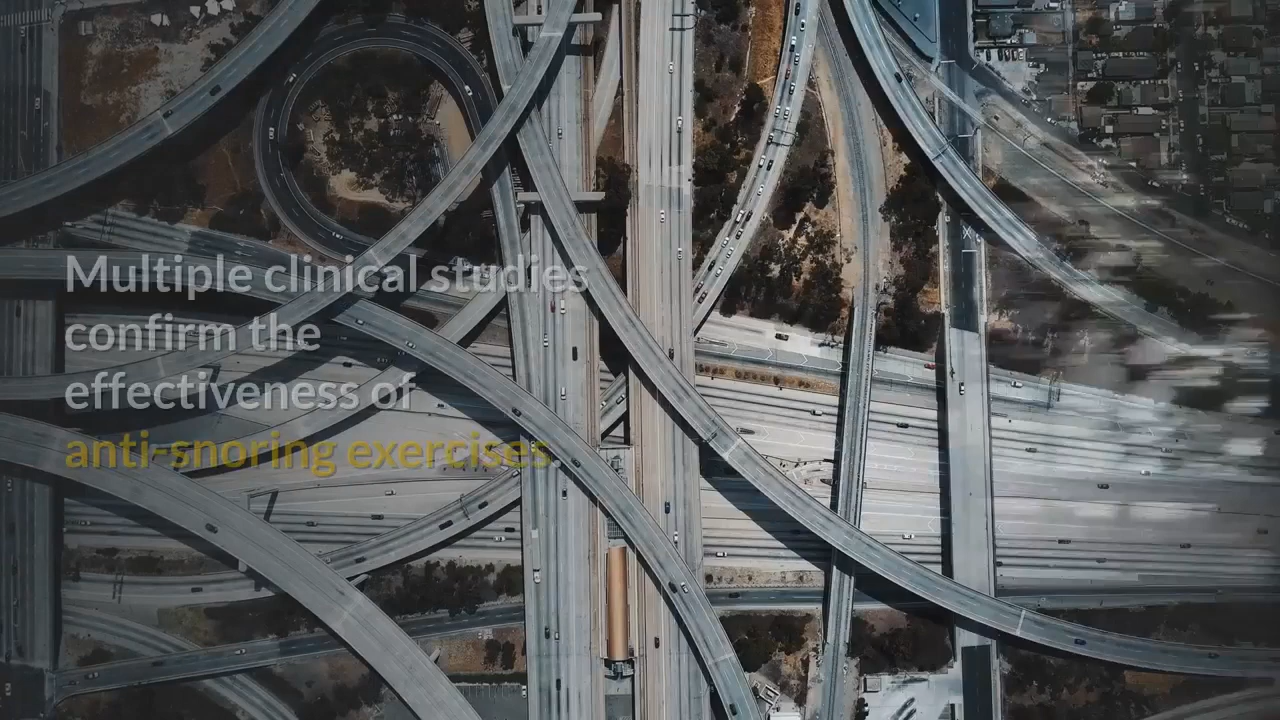 Multiple clinical studies
confirm the
effectiveness of
anti-snoring exercises